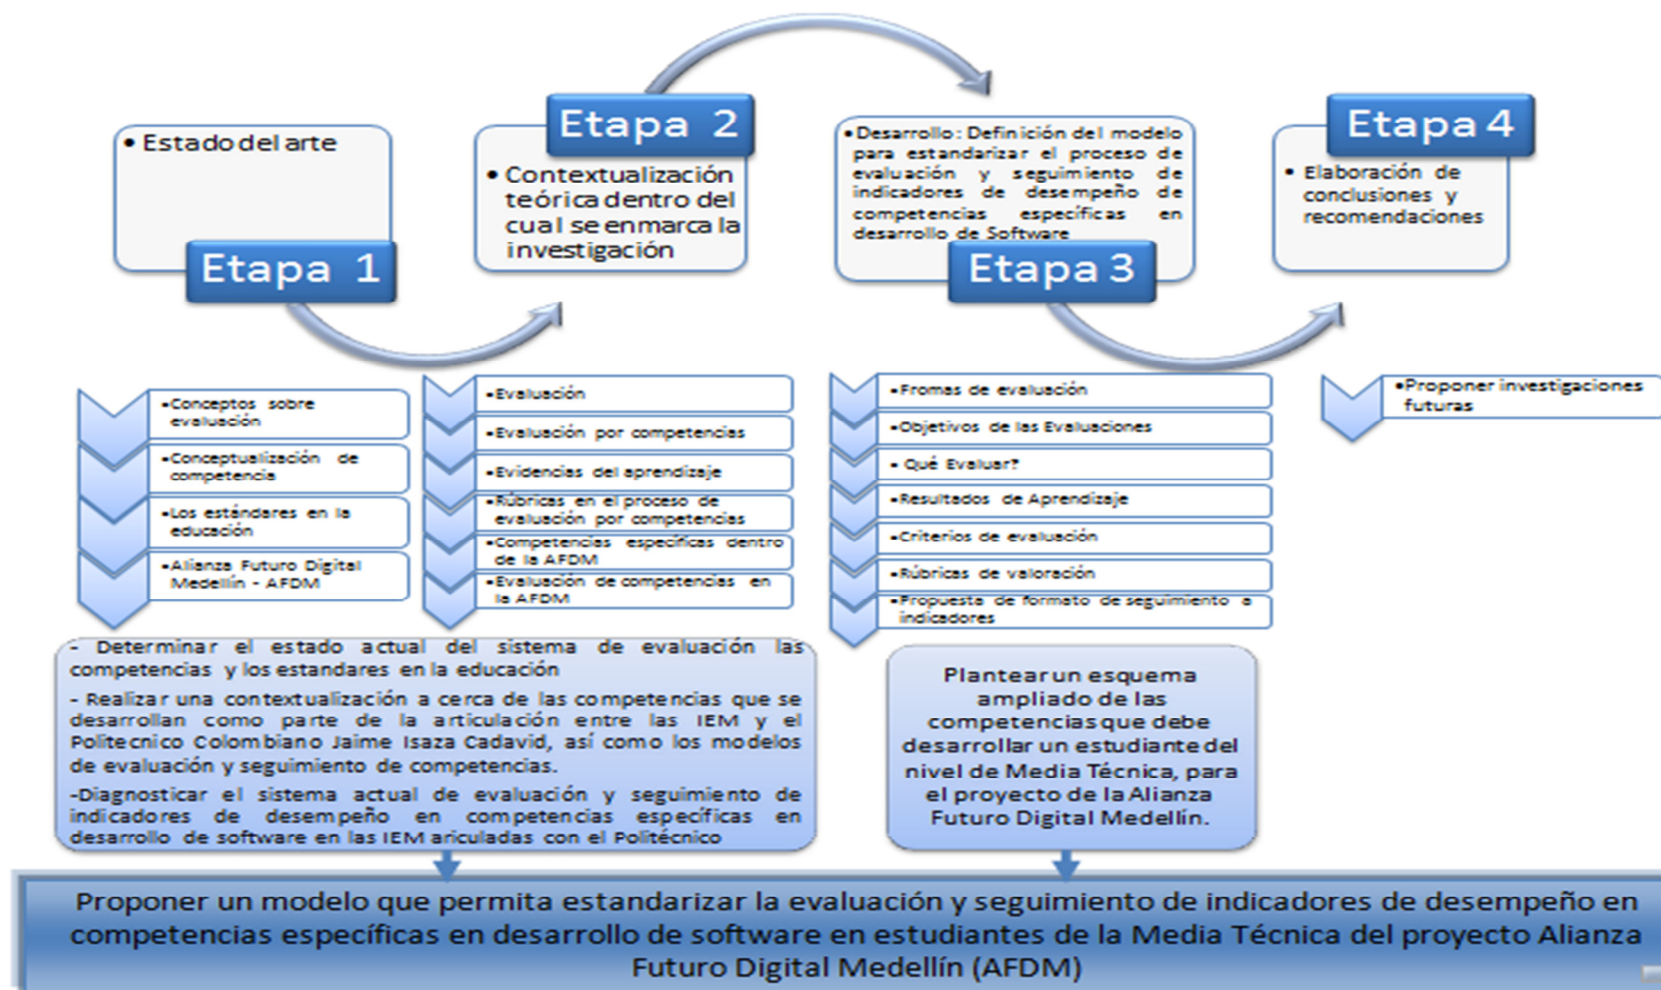 • Estado del arte
Etapa 1
Etapa 2
• Contextualización
teórica dentro del
cual se enmarca la
investigación
•Desarrollo: Definición del modelo
para estandarizar el proceso de
evaluación y seguimiento de
indicadores de desempeño de
competencias específicas en
desarrollo de Software
Etapa 3
Etapa 4
• Elaboración de
conclusiones y
recomendaciones
•Conceptos sobre
evaluación
•Conceptualización de
competencia
•Los estándares en la
educación
•Alianza Futuro Digital
Medellín - AFDM
•Evaluación
•Evaluación por competencias
•Evidencias del aprendizaje
•Rúbricas en el proceso de
evaluación por competencias
•Competencias específicas dentro
de la AFDM
•Evaluación de competencias en
la AFDM
•Fromas de evaluación
•Objetivos de las Evaluaciones
• Qué Evaluar?
•Resultados de Aprendizaje
•Criterios de evaluación
•Rúbricas de valoración
•Propuesta de formato de seguimiento a
indicadores
•Proponer investigaciones
futuras
- Determinar el estado actual del sistema de evaluación las
competencias y los estandares en la educación
- Realizar una contextualización a cerca de las competencias que se
desarrollan como parte de la articulación entre las IEM y el
Politecnico Colombiano Jaime Isaza Cadavid, así como los modelos
de evaluación y seguimiento de competencias.
-Diagnosticar el sistema actual de evaluación y seguimiento de
indicadores de desempeño en competencias específicas en
desarrollo de software en las IEM ariculadas con el Politécnico
Plantear un esquema
ampliado de las
competencias que debe
desarrollar un estudiante del
nivel de Media Técnica, para
el proyecto de la Alianza
Futuro Digital Medellín.
Proponer un modelo que permita estandarizar la evaluación y seguimiento de indicadores de desempeño en
competencias específicas en desarrollo de software en estudiantes de la Media Técnica del proyecto Alianza
Futuro Digital Medellín (AFDM)